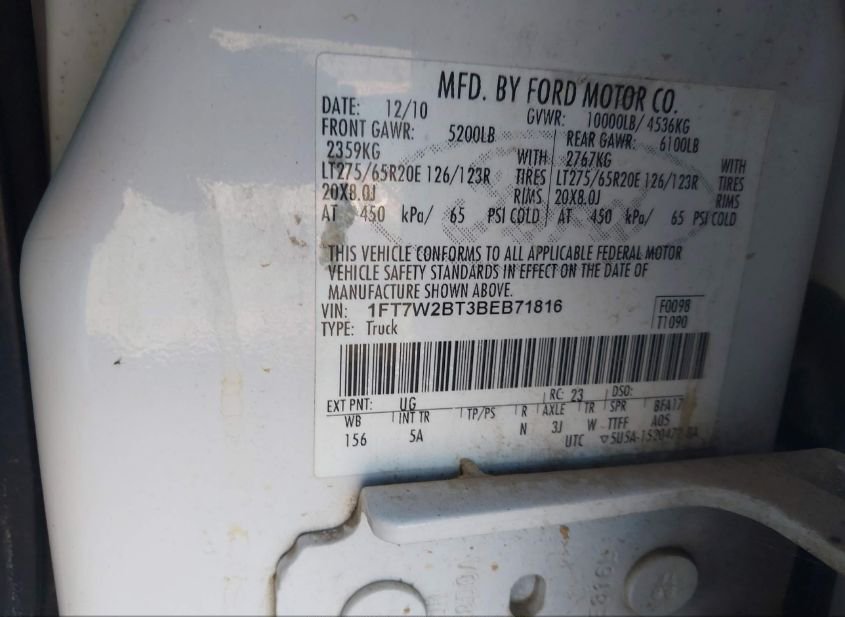 MFD. BY FORD MOTOR CO.
DATE: 12/10 GVWR: 10000LB/ 4536KG
FRONT GAWR: 5200LB REAR GAWR: 6100LB
2359KG WITH 2767KG WITH
LT275/65R20E 126/123R TIRES LT275/65R20E 126/123R TIRES
20X8.0J RIMS 20X8.0J RIMS
AT 450 kPa/ 65 PSI COLD AT 450 kPa/ 65 PSI COLD
THIS VEHICLE CONFORMS TO ALL APPLICABLE FEDERAL MOTOR
VEHICLE SAFETY STANDARDS IN EFFECT ON THE DATE OF
MANUFACTURE SHOWN ABOVE.
VIN: 1FT7W2BT3BEB71816 F0098
TYPE: Truck T1090
EXT PNT: UG RC: 23 DSO:
WB INT TR TP/PS R AXLE TR SPR BFA17
156 5A N 3J W TTFF A05
UTC